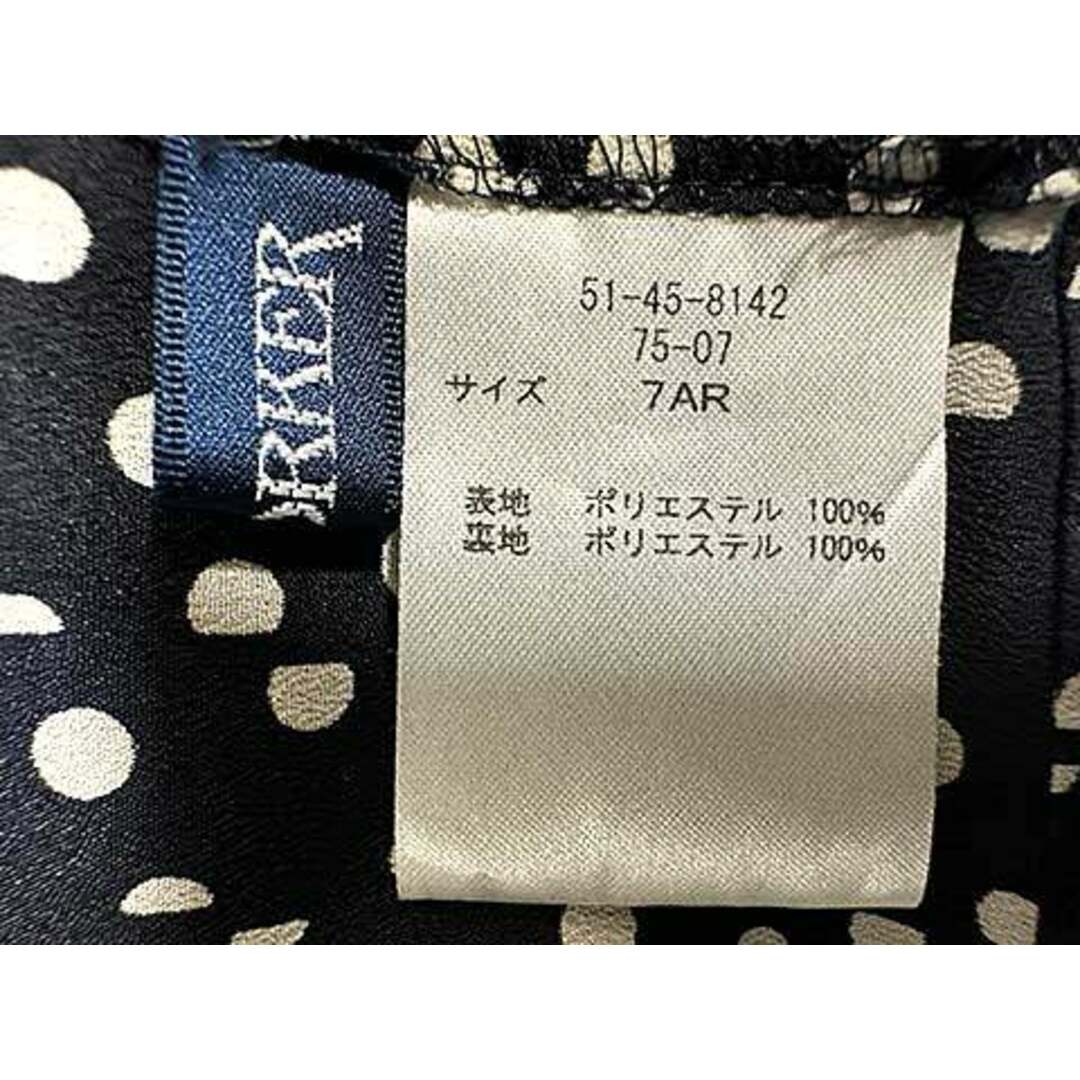 RKER
51-45-8142
75-07
サイズ 7AR
表地 ポリエステル 100%
裏地 ポリエステル 100%